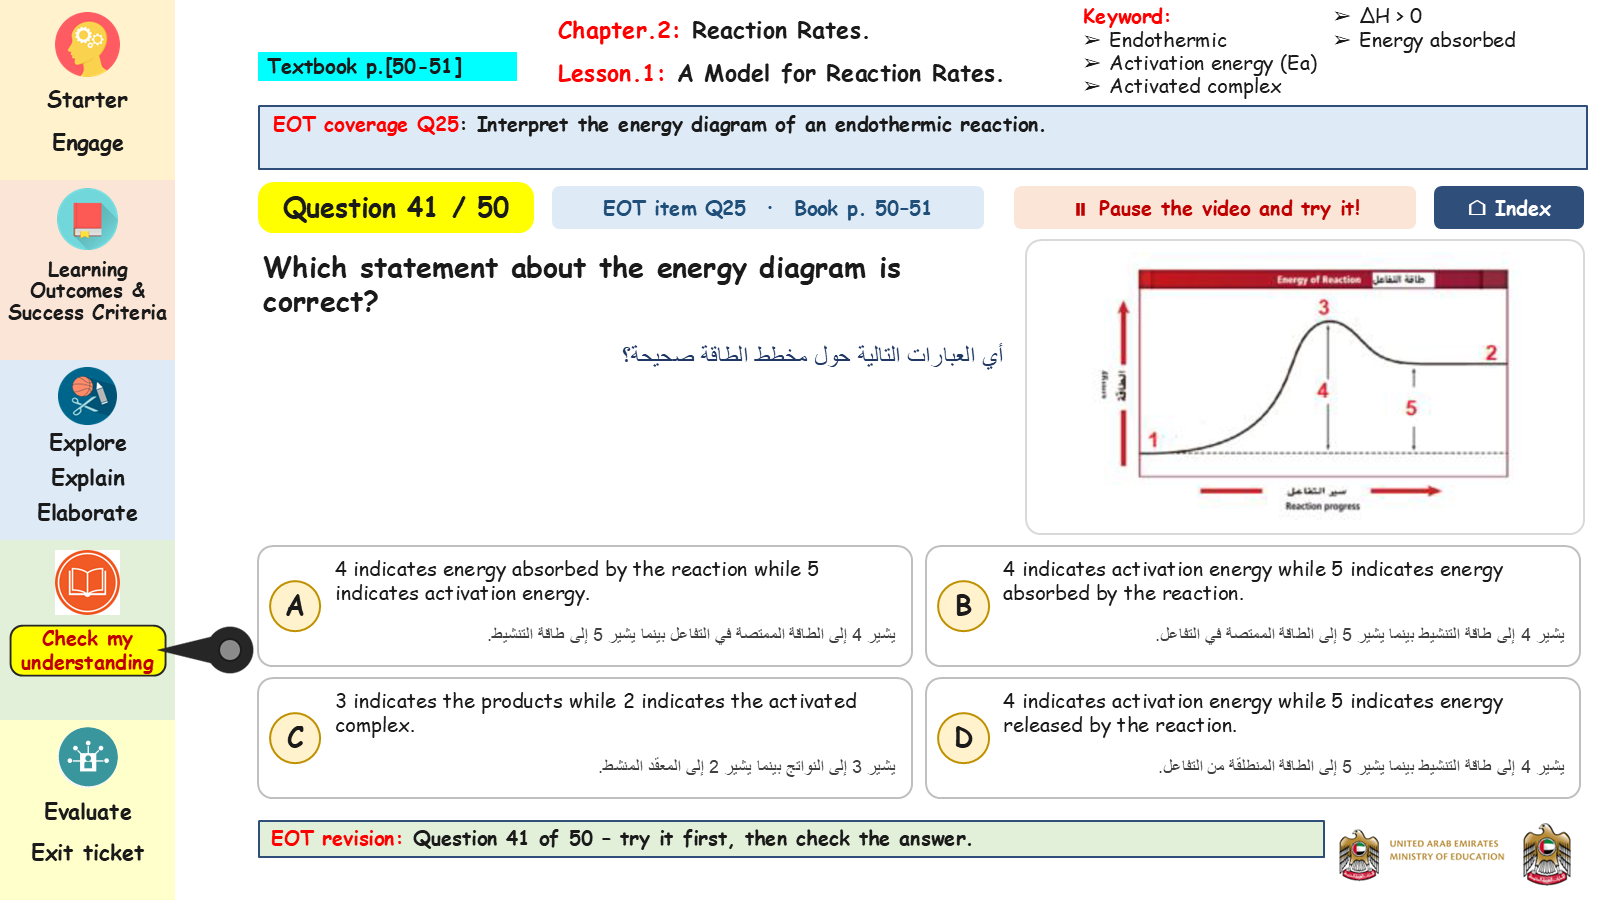 Starter
Engage
Learning
Outcomes &
Success Criteria
Explore
Explain
Elaborate
Check my
understanding
Evaluate
Exit ticket
Textbook p.[50-51]
Chapter.2: Reaction Rates.
Lesson.1: A Model for Reaction Rates.
Keyword:
➢ Endothermic
➢ Activation energy (Ea)
➢ Activated complex
➢ ΔH > 0
➢ Energy absorbed
EOT coverage Q25: Interpret the energy diagram of an endothermic reaction.
Question 41 / 50
EOT item Q25 · Book p. 50-51
⏸ Pause the video and try it!
⌂ Index
Which statement about the energy diagram is
correct?
أي العبارات التالية حول مخطط الطاقة صحيحة؟
Energy of Reaction طاقة التفاعل
3
2
4
5
1
energy
الطاقة
سير التفاعل
Reaction progress
A
4 indicates energy absorbed by the reaction while 5
indicates activation energy.
يشير 4 إلى الطاقة الممتصة في التفاعل بينما يشير 5 إلى طاقة التنشيط.
B
4 indicates activation energy while 5 indicates energy
absorbed by the reaction.
يشير 4 إلى طاقة التنشيط بينما يشير 5 إلى الطاقة الممتصة في التفاعل.
C
3 indicates the products while 2 indicates the activated
complex.
يشير 3 إلى النواتج بينما يشير 2 إلى المعقد المنشط.
D
4 indicates activation energy while 5 indicates energy
released by the reaction.
يشير 4 إلى طاقة التنشيط بينما يشير 5 إلى الطاقة المنطلقة من التفاعل.
EOT revision: Question 41 of 50 – try it first, then check the answer.
UNITED ARAB EMIRATES
MINISTRY OF EDUCATION